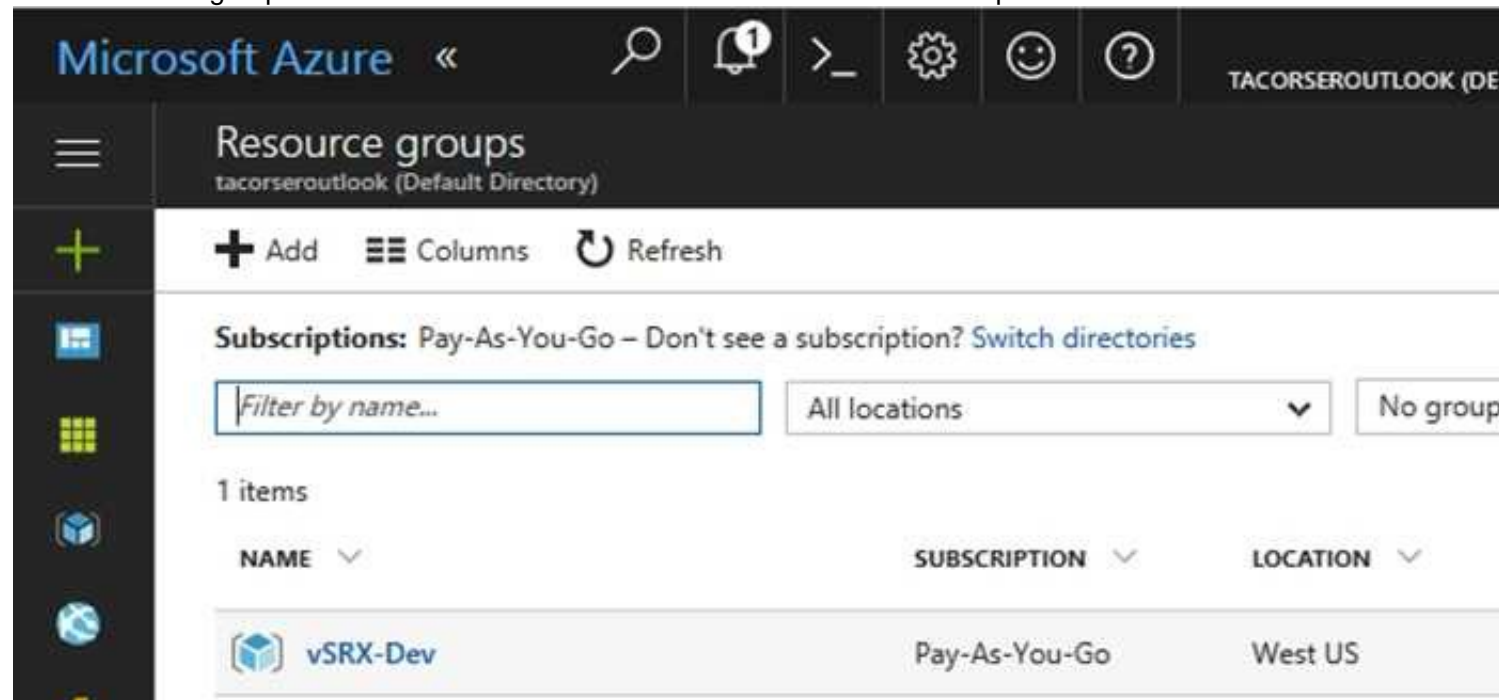 Microsoft Azure «
1
>_
?
TACORSEROUTLOOK (DE
Resource groups
tacorseroutlook (Default Directory)
Add
Columns
Refresh
Subscriptions: Pay-As-You-Go – Don't see a subscription? Switch directories
Filter by name...
All locations
No group
1 items
NAME
SUBSCRIPTION
LOCATION
vSRX-Dev
Pay-As-You-Go
West US